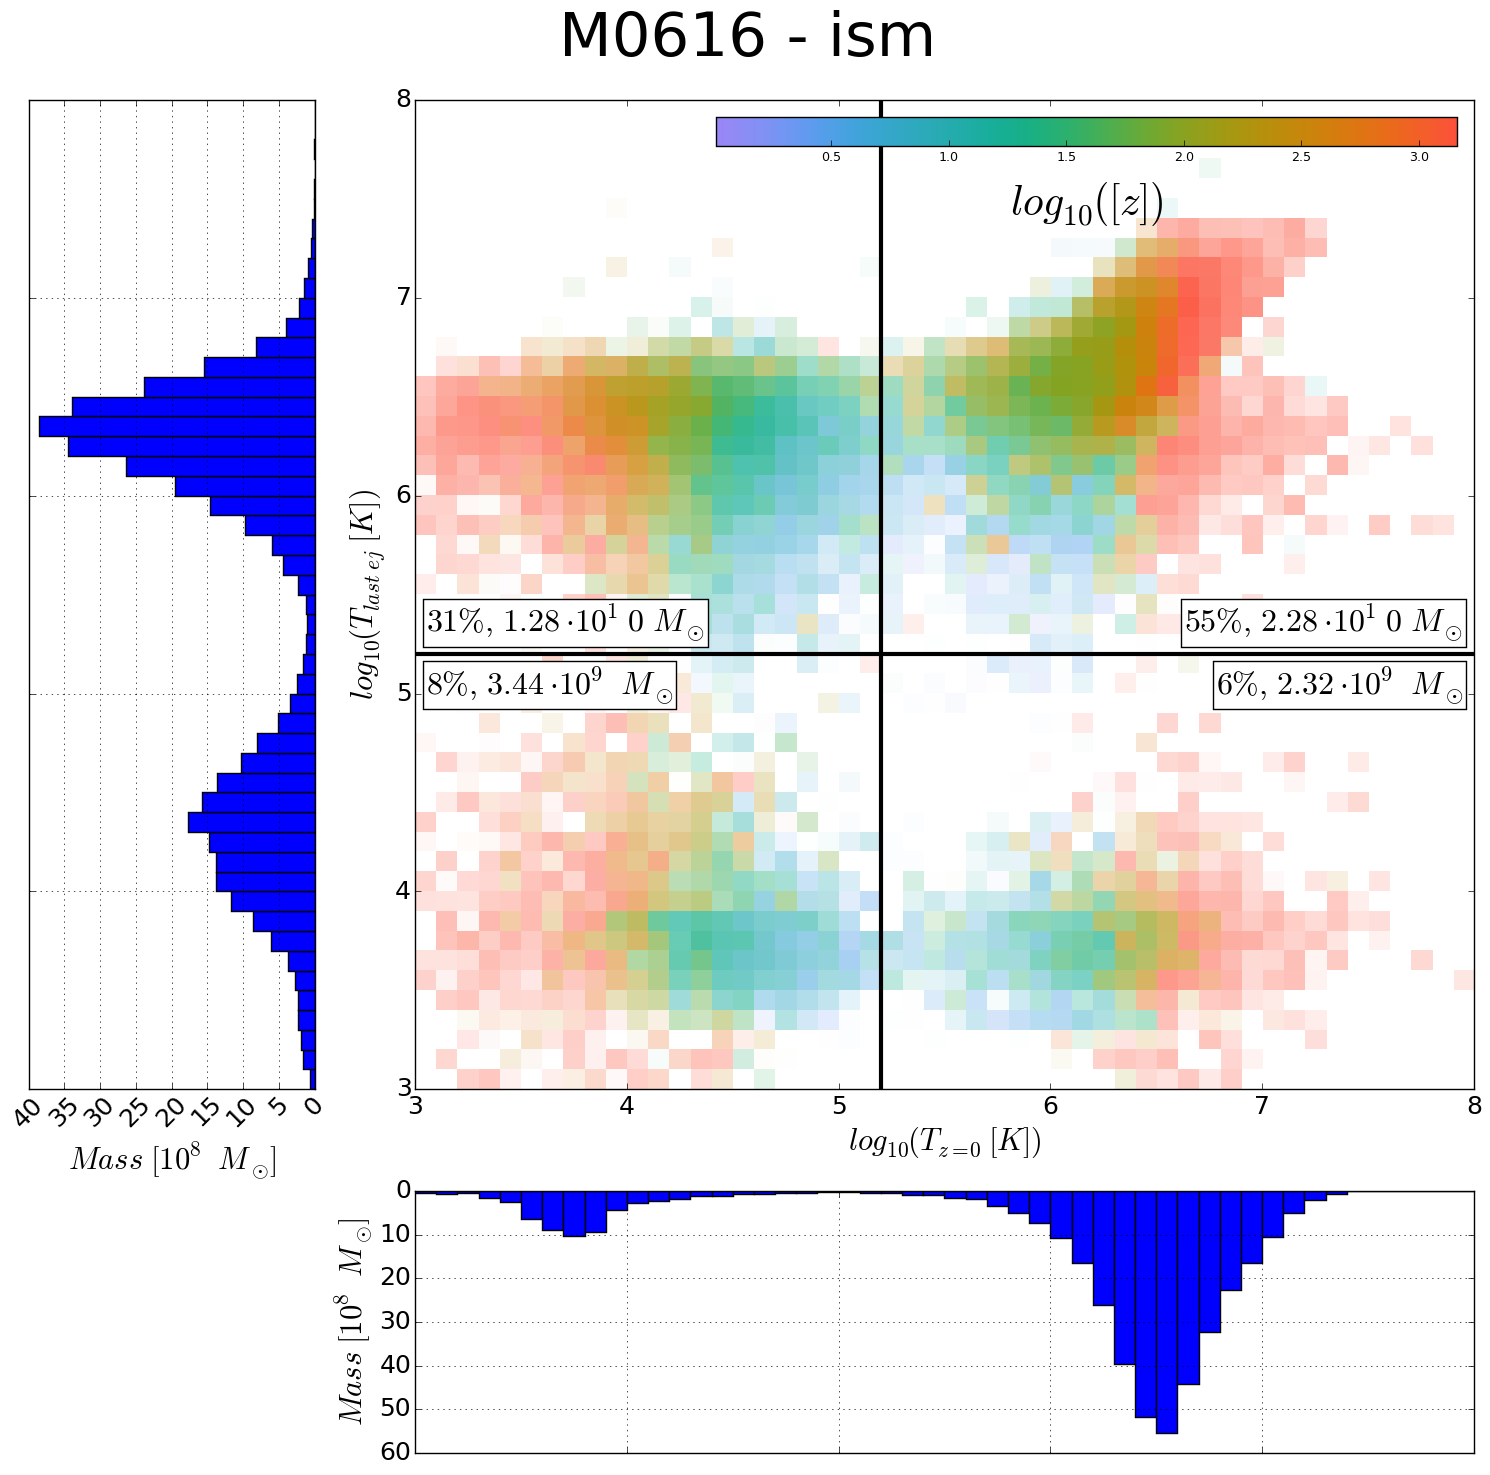 M0616 - ism
8
7
6
5
4
3
0.5 1.0 1.5 2.0 2.5 3.0
log₁₀([z])
log₁₀(T_{last ej} [K])
31%, 1.28·10¹ 0 M⊙
55%, 2.28·10¹ 0 M⊙
8%, 3.44·10⁹ M⊙
6%, 2.32·10⁹ M⊙
40 35 30 25 20 15 10 5 0
Mass [10⁸ M⊙]
3 4 5 6 7 8
log₁₀(T_{z=0} [K])
0
10
20
30
40
50
60
Mass [10⁸ M⊙]